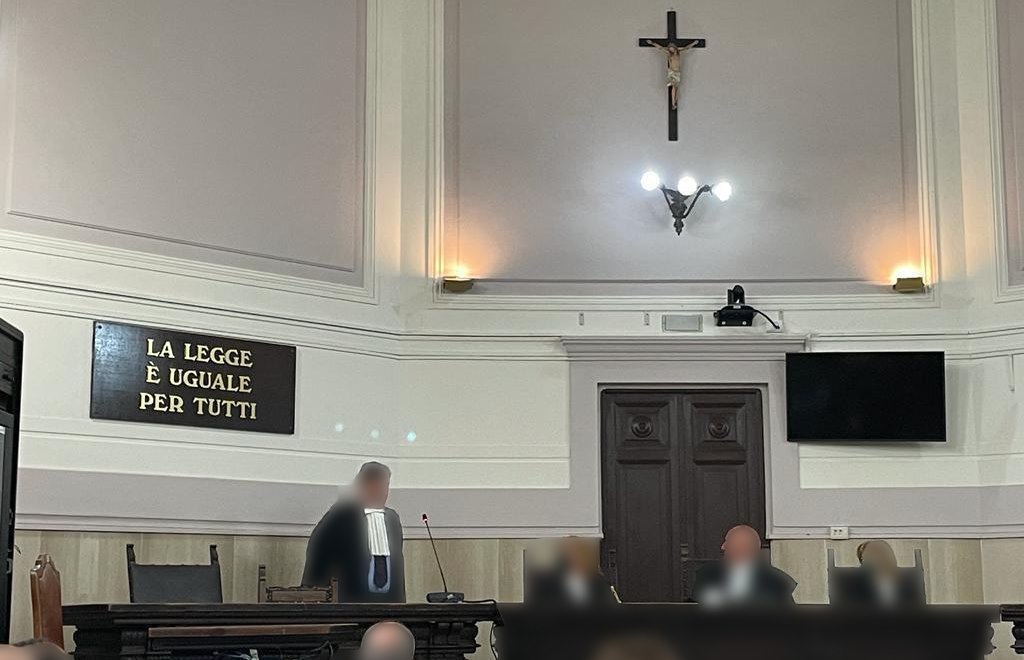 LA LEGGE
È UGUALE
PER TUTTI